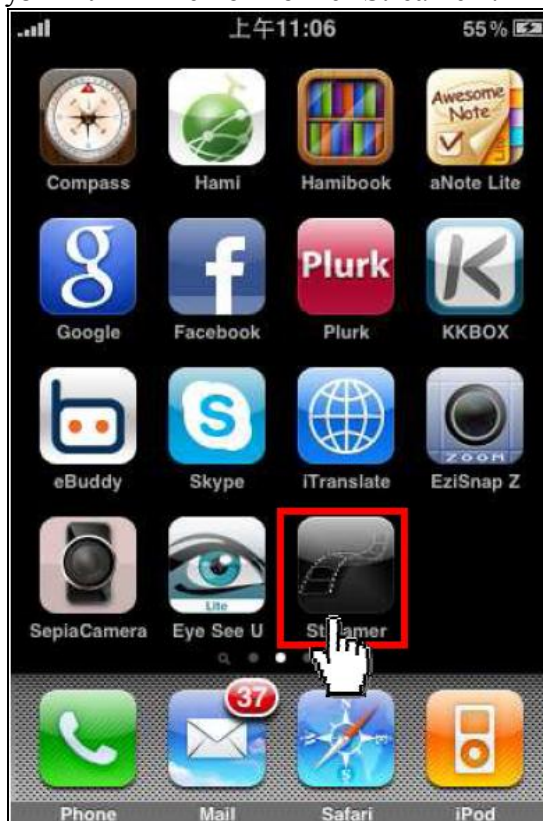 上午11:06 55%
Awesome
Note
Compass Hami Hamibook aNote Lite
g f Plurk K
Google Facebook Plurk KKBOX
b S ZOOM
eBuddy Skype iTranslate EziSnap Z
Lite
SepiaCamera Eye See U Streamer
37
N
S
Phone Mail Safari iPod